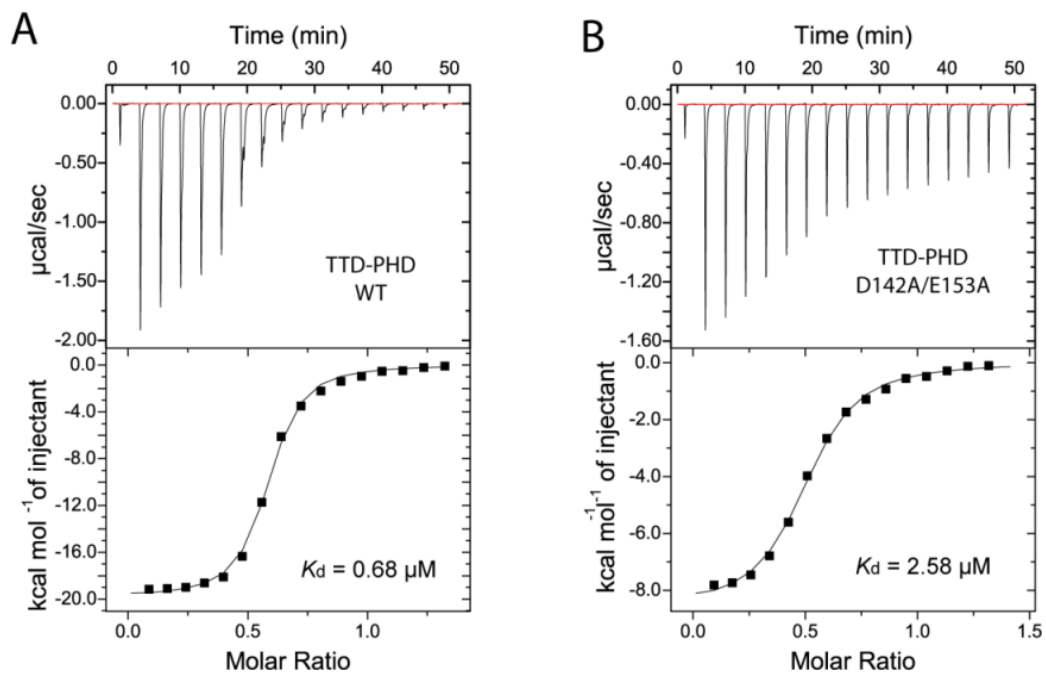 A
Time (min)
0 10 20 30 40 50
0.00
-0.50
-1.00
-1.50
-2.00
µcal/sec
TTD-PHD
WT
0.0
-4.0
-8.0
-12.0
-16.0
-20.0
kcal mol⁻¹ of injectant
Kd = 0.68 µM
0.0 0.5 1.0
Molar Ratio
B
Time (min)
0 10 20 30 40 50
0.00
-0.40
-0.80
-1.20
-1.60
µcal/sec
TTD-PHD
D142A/E153A
0.0
-2.0
-4.0
-6.0
-8.0
kcal mol⁻¹ of injectant
Kd = 2.58 µM
0.0 0.5 1.0 1.5
Molar Ratio